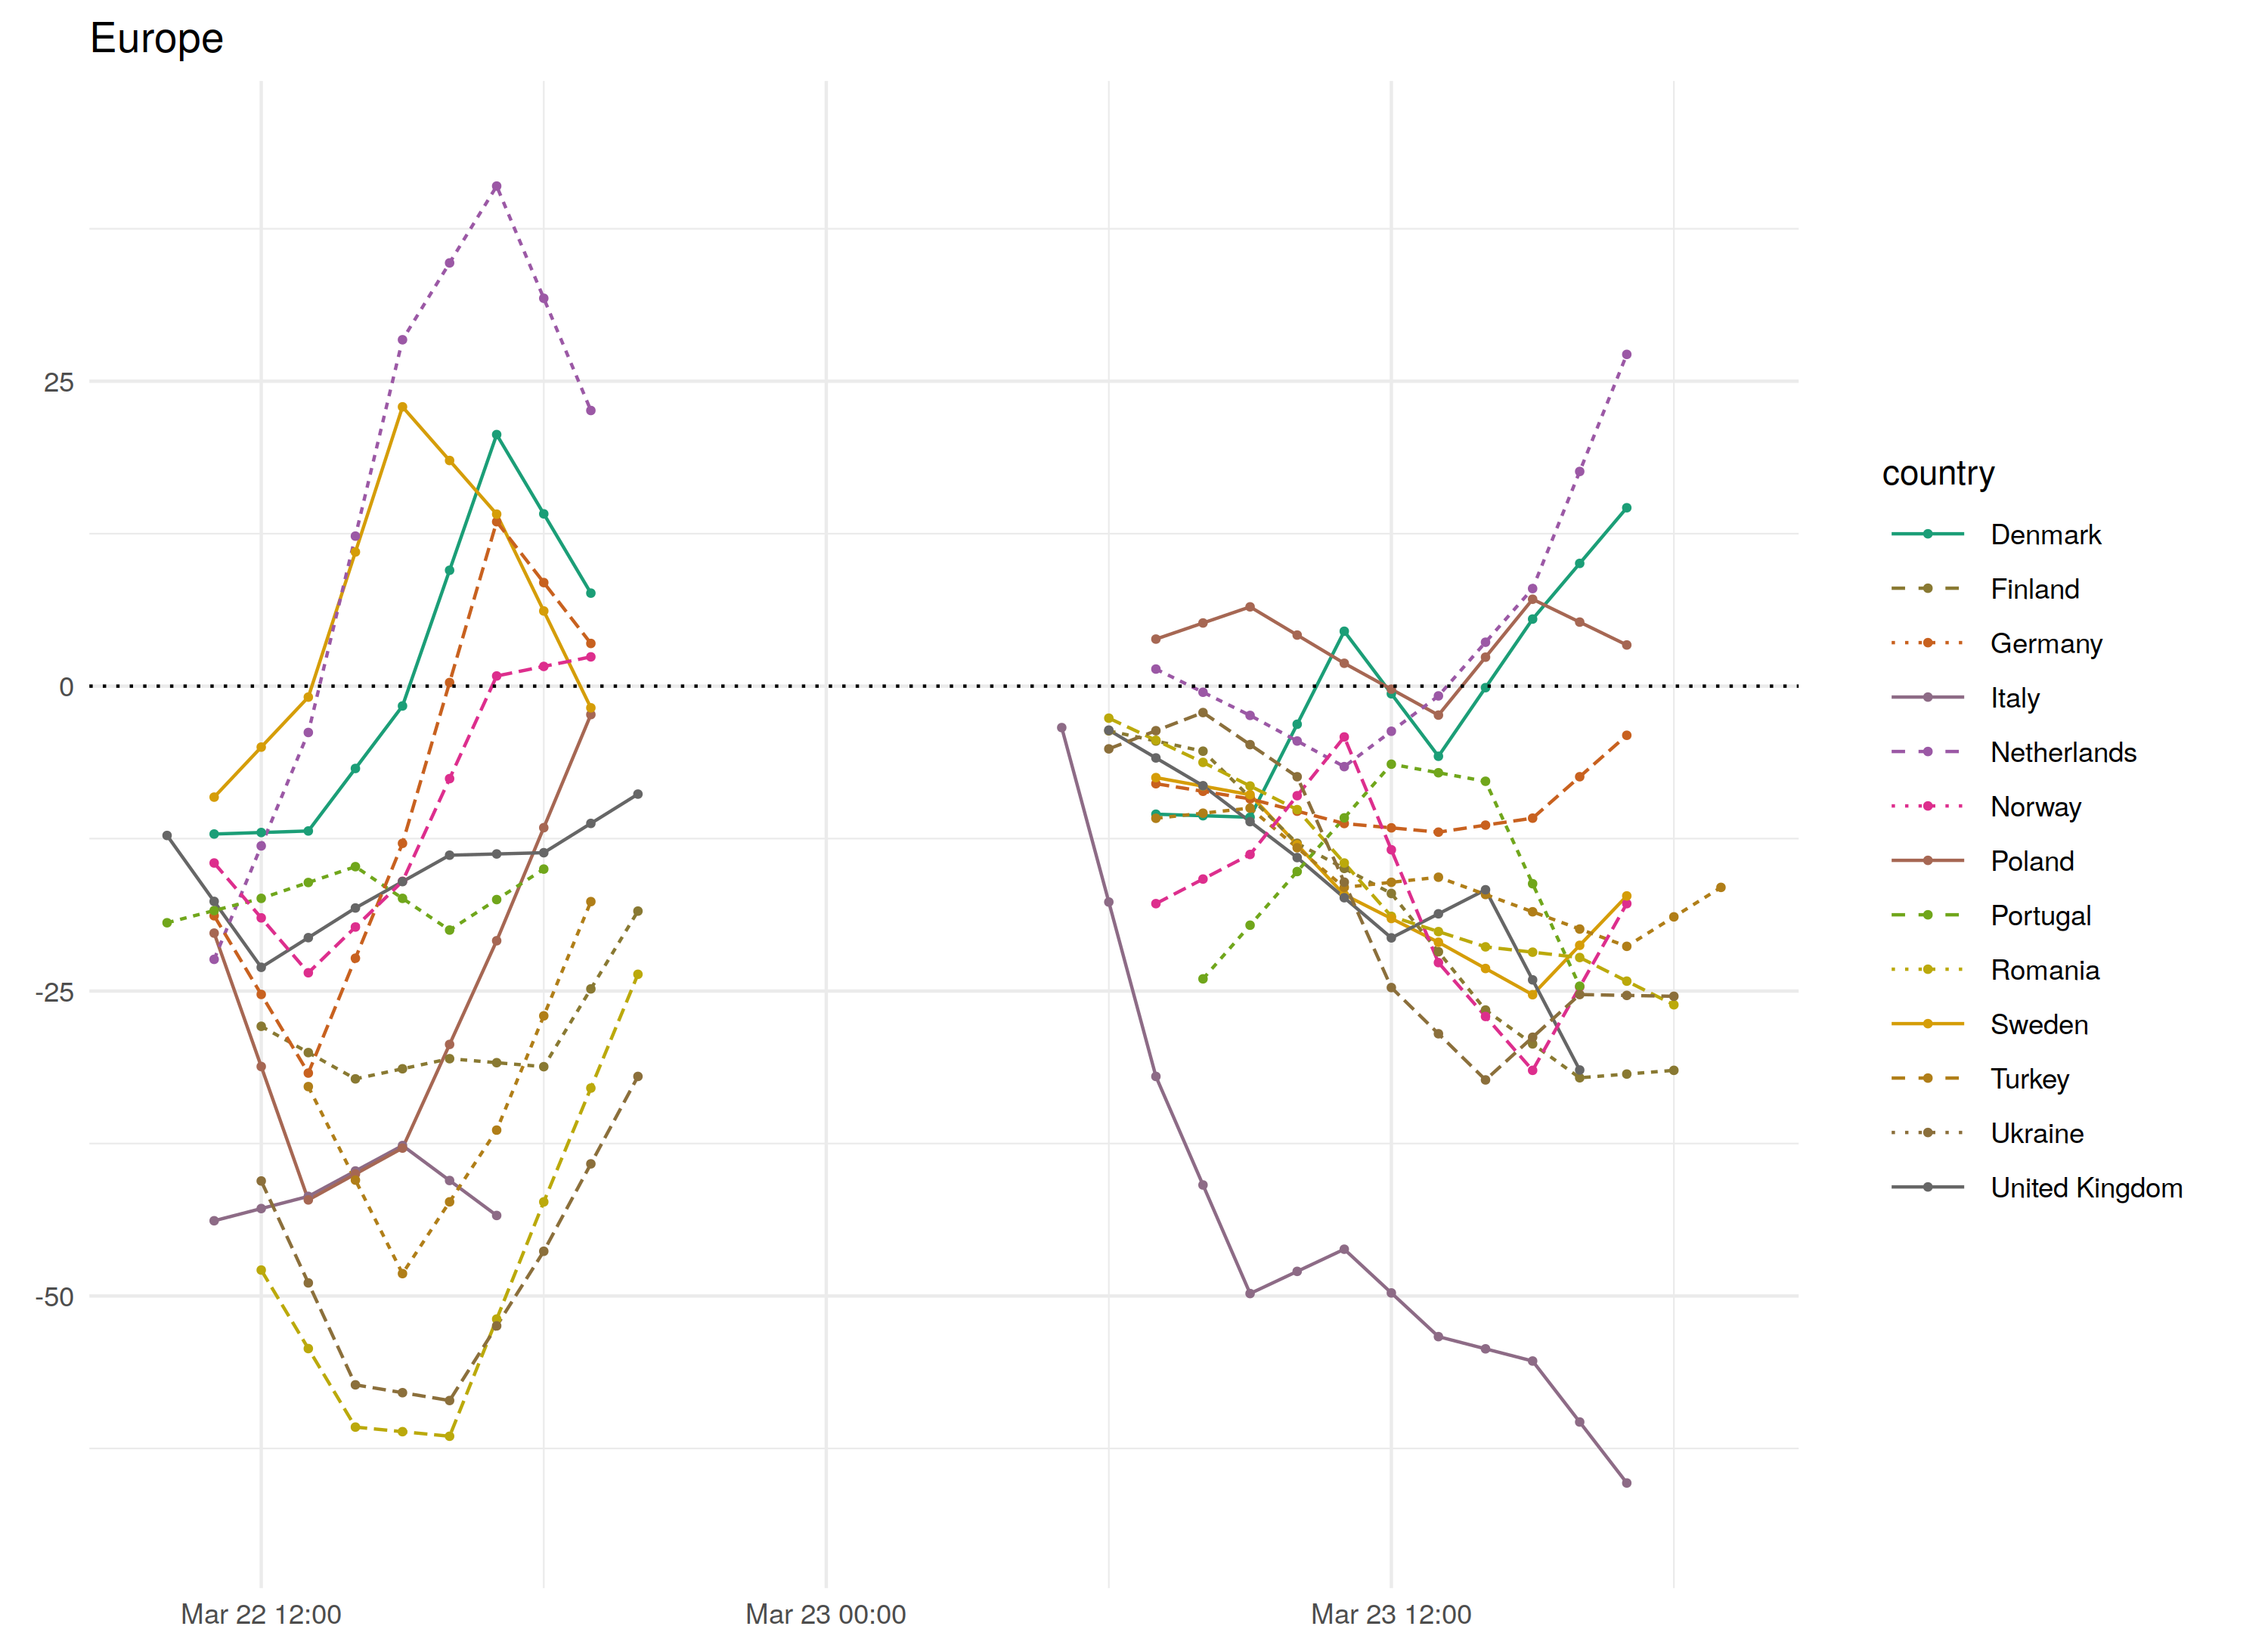 Europe
25
0
-25
-50
Mar 22 12:00
Mar 23 00:00
Mar 23 12:00
country
Denmark
Finland
Germany
Italy
Netherlands
Norway
Poland
Portugal
Romania
Sweden
Turkey
Ukraine
United Kingdom